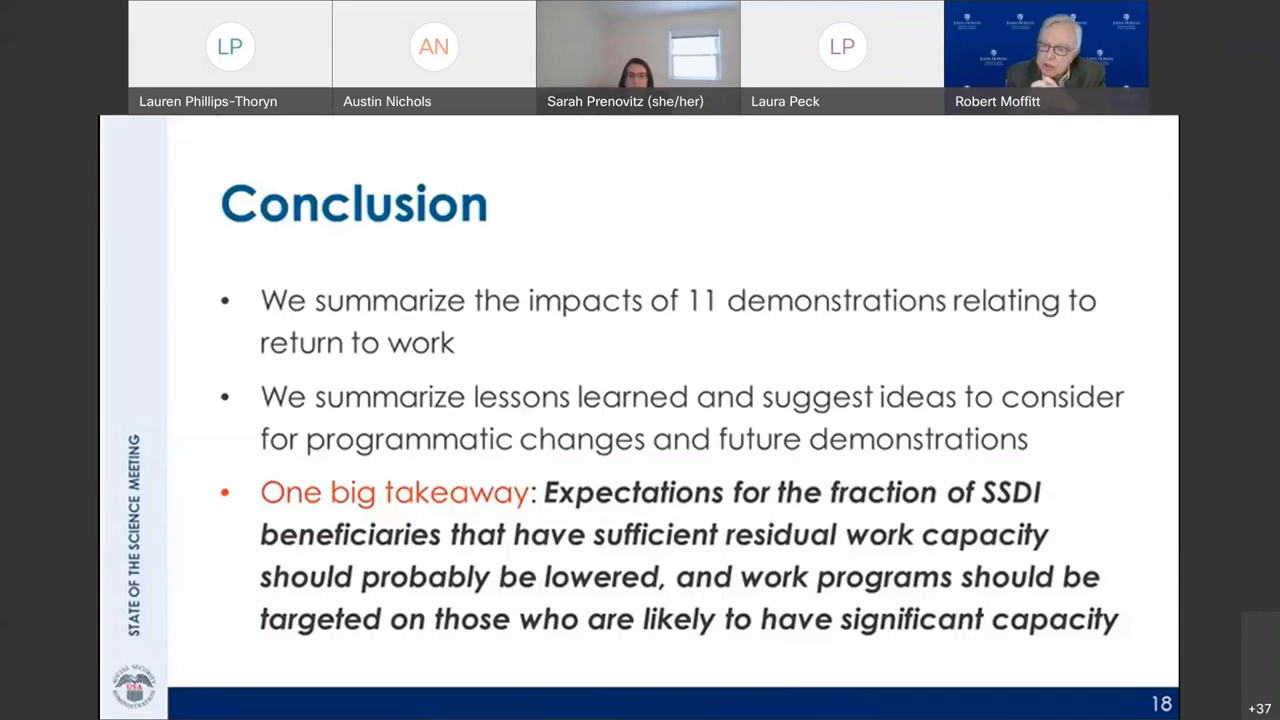 LP
AN
LP
Lauren Phillips-Thoryn
Austin Nichols
Sarah Prenovitz (she/her)
Laura Peck
Robert Moffitt
Conclusion
• We summarize the impacts of 11 demonstrations relating to
return to work
• We summarize lessons learned and suggest ideas to consider
for programmatic changes and future demonstrations
• One big takeaway: Expectations for the fraction of SSDI
beneficiaries that have sufficient residual work capacity
should probably be lowered, and work programs should be
targeted on those who are likely to have significant capacity
STATE OF THE SCIENCE MEETING
SOCIAL SECURITY
USA
ADMINISTRATION
18
+37